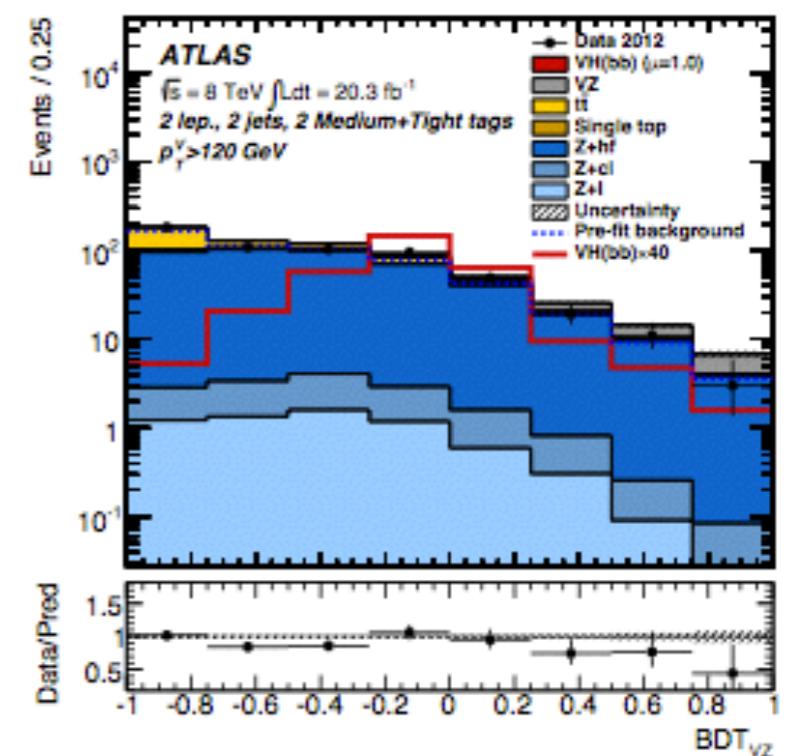 Events / 0.25
10⁴
10³
10²
10
1
10⁻¹
ATLAS
√s = 8 TeV ∫Ldt = 20.3 fb⁻¹
2 lep., 2 jets, 2 Medium+Tight tags
pTV>120 GeV
Data 2012
VH(bb) (μ=1.0)
VZ
tt̄
Single top
Z+hf
Z+cl
Z+l
Uncertainty
Pre-fit background
VH(bb)×40
Data/Pred
1.5
1
0.5
-1 -0.8 -0.6 -0.4 -0.2 0 0.2 0.4 0.6 0.8 1
BDTVZ